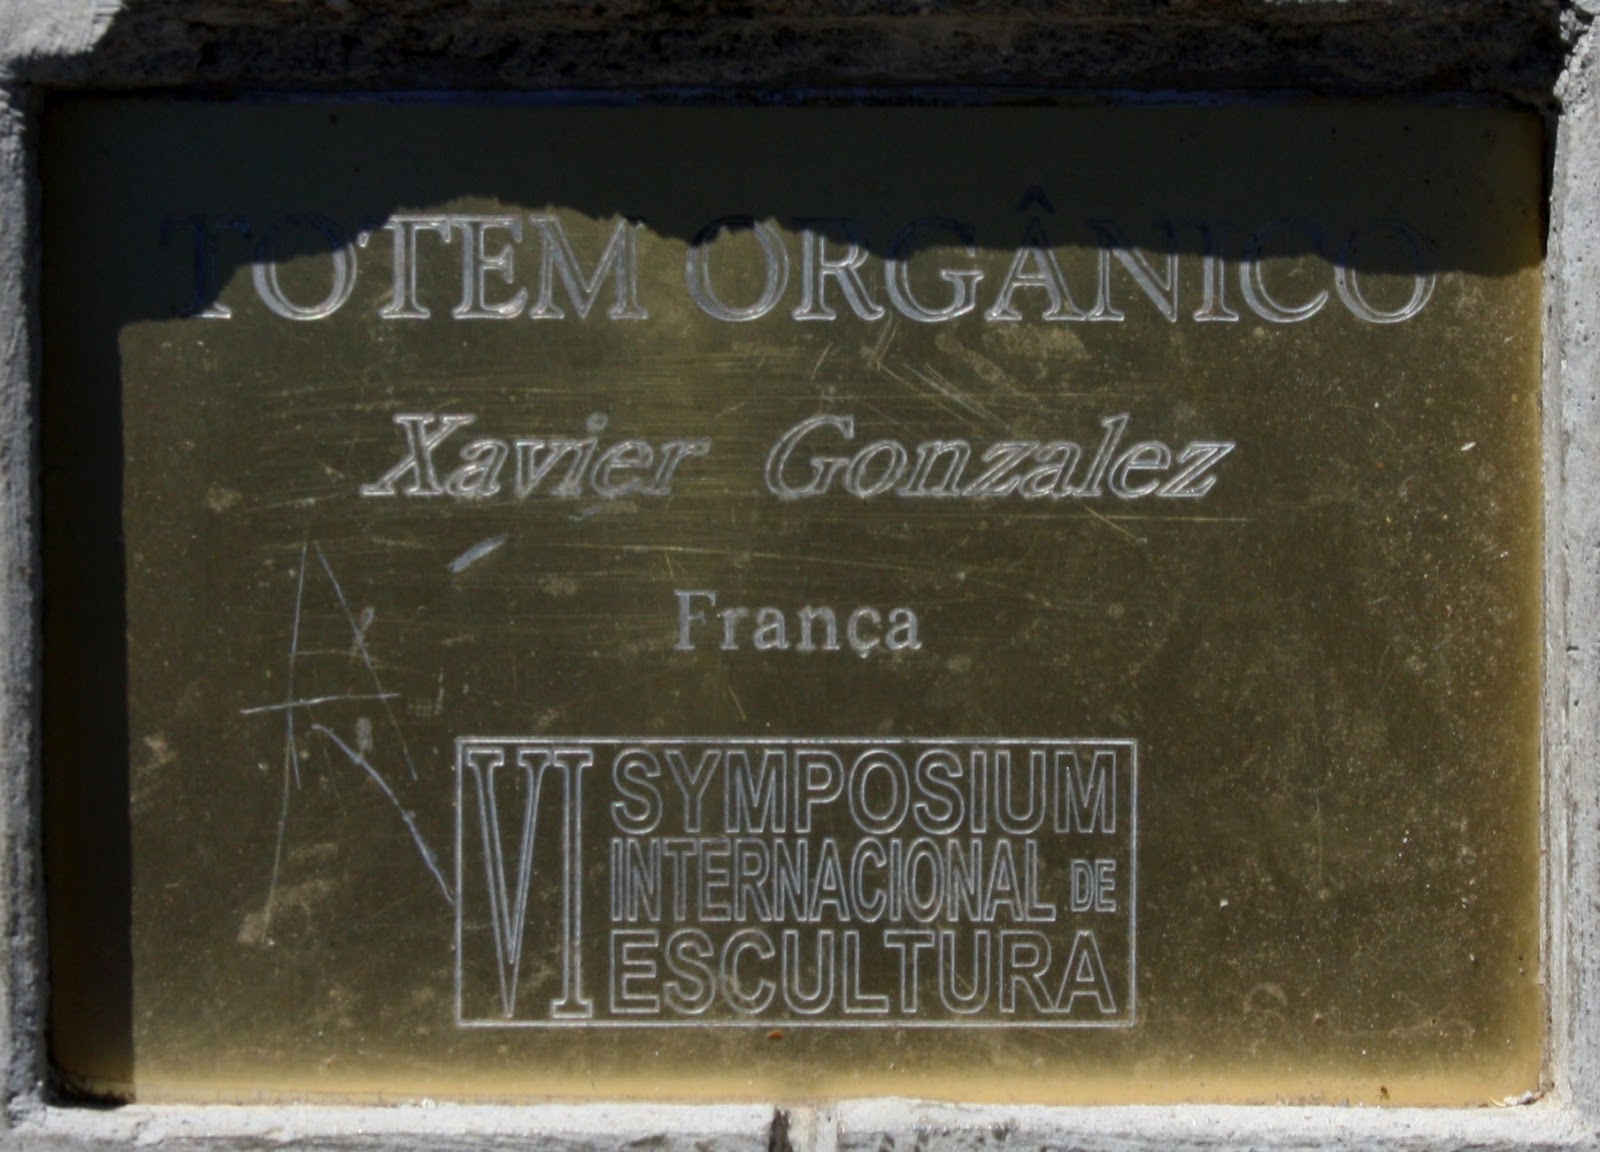 TOTEM ORGÂNICO
Xavier Gonzalez
França
VI SYMPOSIUM
INTERNACIONAL DE
ESCULTURA